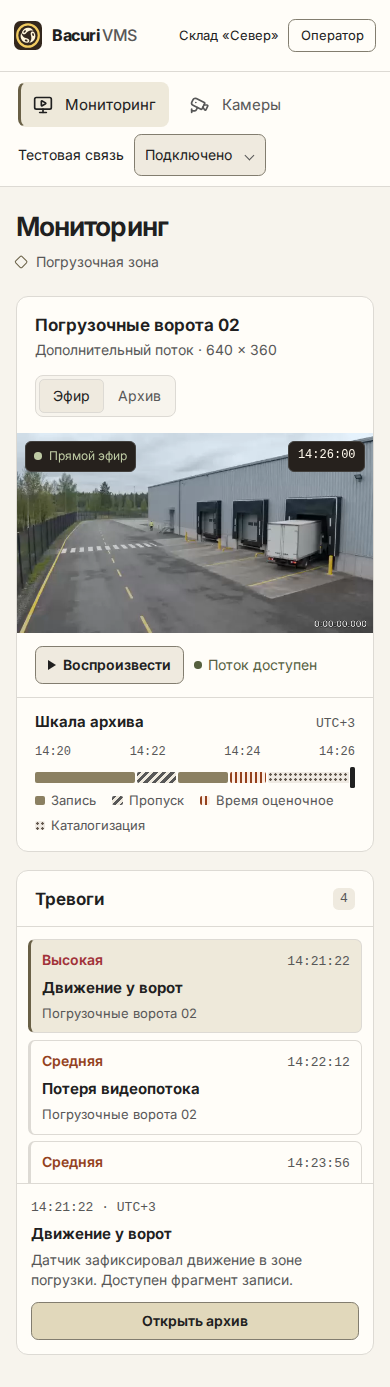 Bacuri VMS
Склад «Север»
Оператор
Мониторинг
Камеры
Тестовая связь
Подключено
Мониторинг
Погрузочная зона
Погрузочные ворота 02
Дополнительный поток · 640 × 360
Эфир
Архив
Прямой эфир
14:26:00
0:00:00.000
Воспроизвести
Поток доступен
Шкала архива
UTC+3
14:20 14:22 14:24 14:26
Запись
Пропуск
Время оценочное
Каталогизация
Тревоги
4
Высокая
14:21:22
Движение у ворот
Погрузочные ворота 02
Средняя
14:22:12
Потеря видеопотока
Погрузочные ворота 02
Средняя
14:23:56
14:21:22 · UTC+3
Движение у ворот
Датчик зафиксировал движение в зоне
погрузки. Доступен фрагмент записи.
Открыть архив